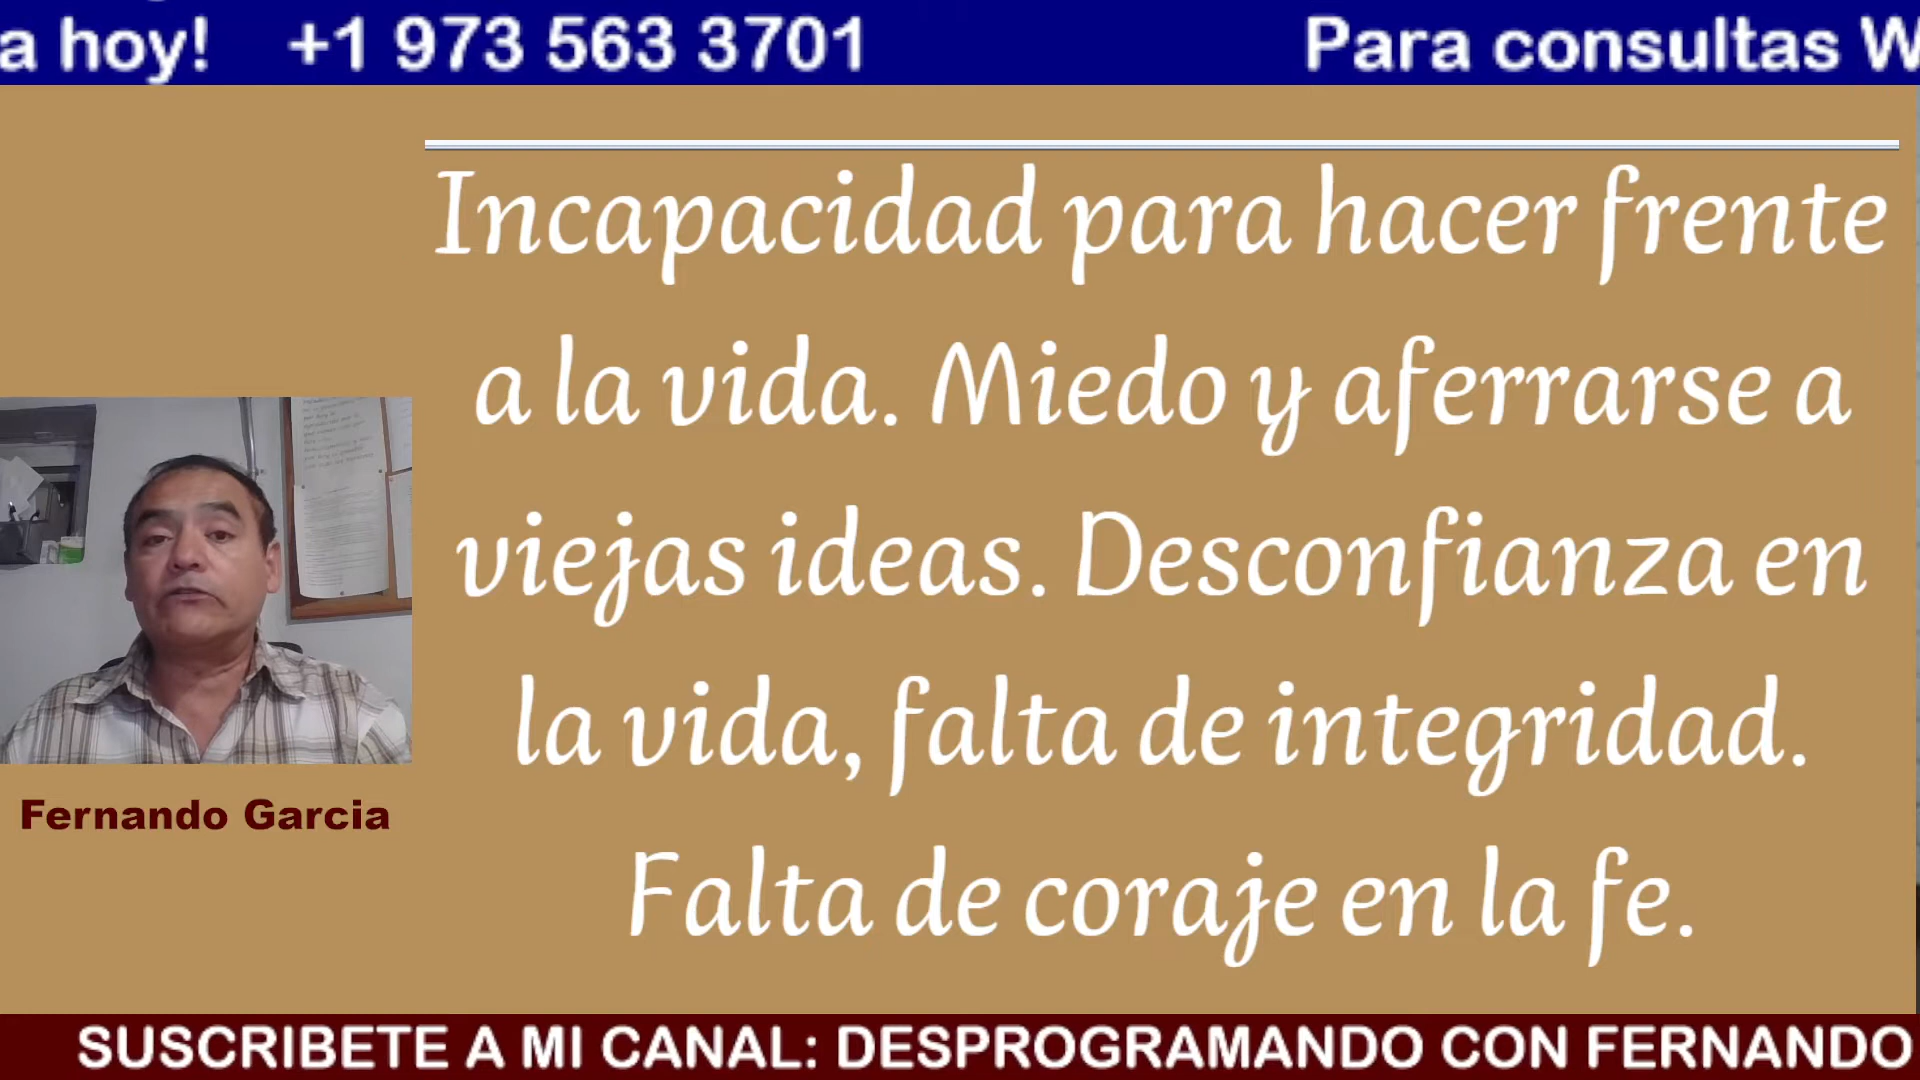 a hoy! +1 973 563 3701 Para consultas W
Incapacidad para hacer frente
a la vida. Miedo y aferrarse a
viejas ideas. Desconfianza en
la vida, falta de integridad.
Falta de coraje en la fe.
Fernando Garcia
SUSCRIBETE A MI CANAL: DESPROGRAMANDO CON FERNANDO